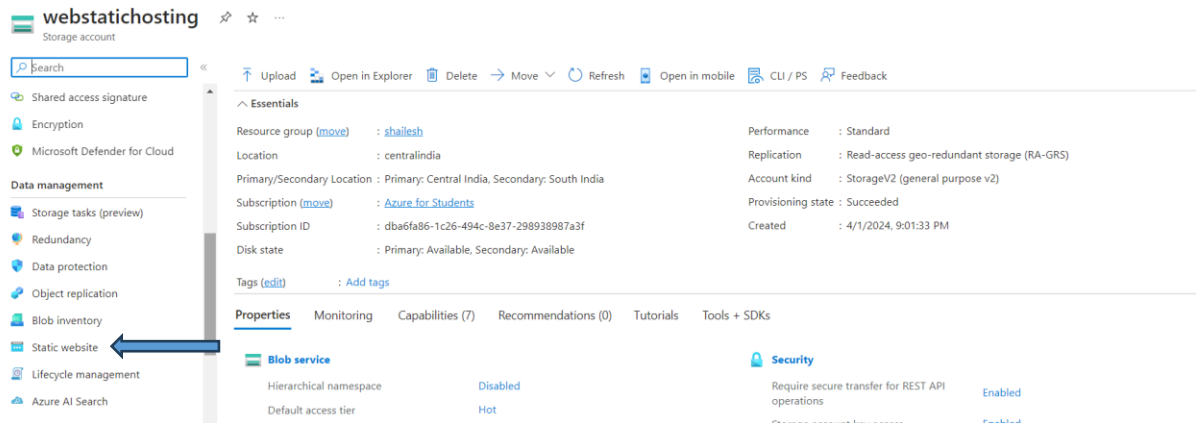 webstatichosting
Storage account
Search
«
Shared access signature
Encryption
Microsoft Defender for Cloud
Data management
Storage tasks (preview)
Redundancy
Data protection
Object replication
Blob inventory
Static website
Lifecycle management
Azure AI Search
Upload Open in Explorer Delete Move Refresh Open in mobile CLI / PS Feedback
Essentials
Resource group (move) : shailesh
Location : centralindia
Primary/Secondary Location : Primary: Central India, Secondary: South India
Subscription (move) : Azure for Students
Subscription ID : dba6fa86-1c26-494c-8e37-298938987a3f
Disk state : Primary: Available, Secondary: Available
Performance : Standard
Replication : Read-access geo-redundant storage (RA-GRS)
Account kind : StorageV2 (general purpose v2)
Provisioning state : Succeeded
Created : 4/1/2024, 9:01:33 PM
Tags (edit) : Add tags
Properties Monitoring Capabilities (7) Recommendations (0) Tutorials Tools + SDKs
Blob service
Hierarchical namespace Disabled
Default access tier Hot
Security
Require secure transfer for REST API operations Enabled
Storage account key access Enabled